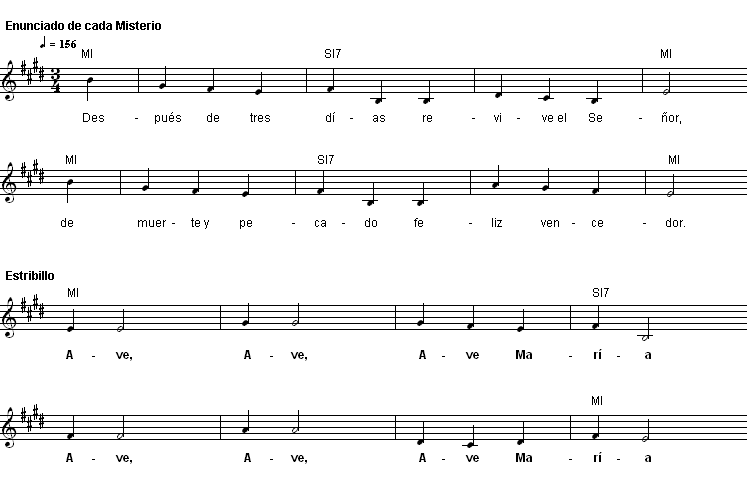 Enunciado de cada Misterio
♩ = 156
MI SI7 MI
3
4
Des - pués de tres dí - as re - vi - ve el Se - ñor,
MI SI7 MI
de muer - te y pe - ca - do fe - liz ven - ce - dor.
Estribillo
MI SI7
A - ve, A - ve, A - ve Ma - rí - a
MI
A - ve, A - ve, A - ve Ma - rí - a